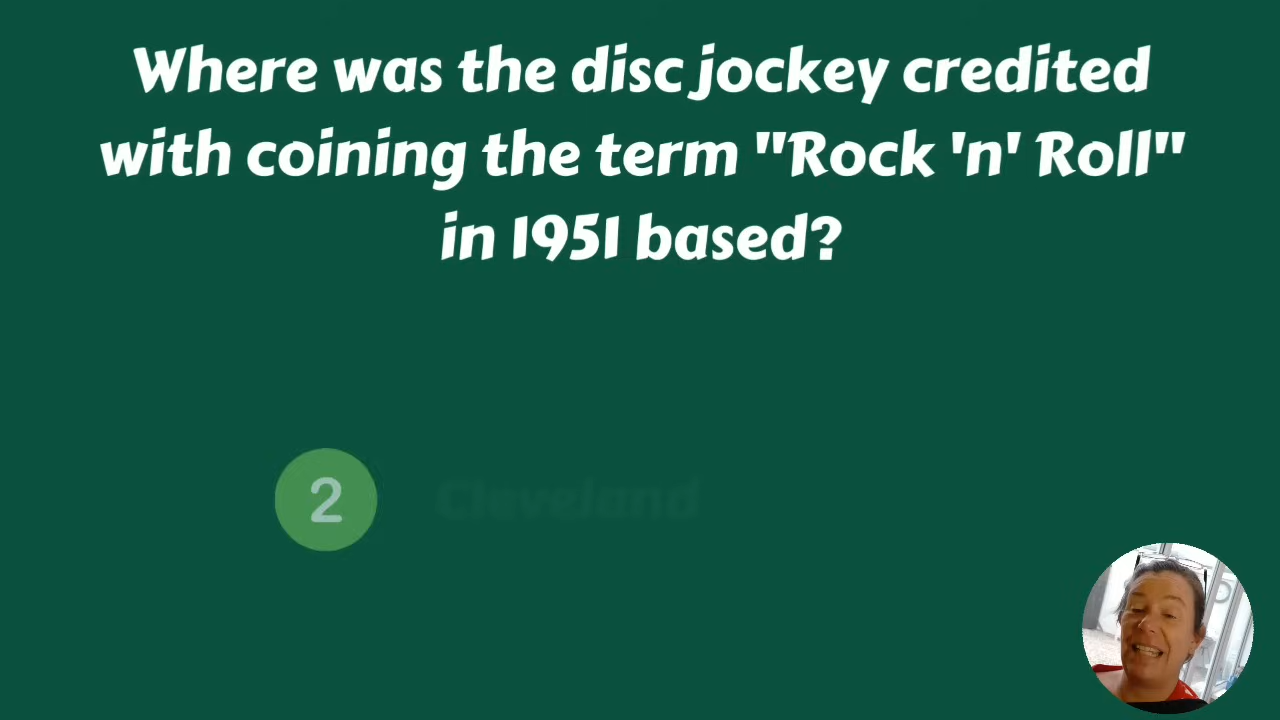 Where was the disc jockey credited
with coining the term "Rock 'n' Roll"
in 1951 based?
2 Cleveland